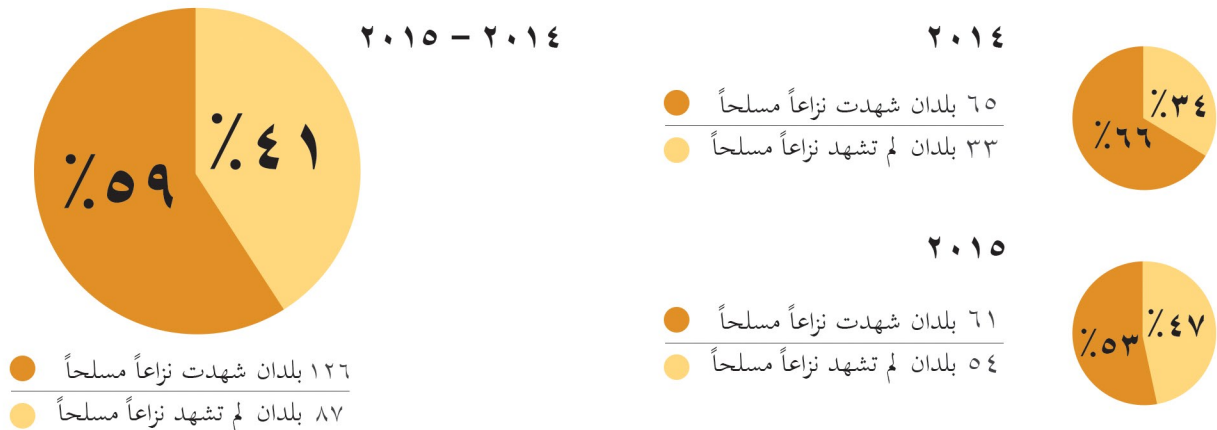 ٢٠١٤ – ٢٠١٥
٪٤١
٪٥٩
١٢٦ بلدان شهدت نزاعاً مسلحاً
٨٧ بلدان لم تشهد نزاعاً مسلحاً
٢٠١٤
٪٣٤
٪٦٦
٦٥ بلدان شهدت نزاعاً مسلحاً
٣٣ بلدان لم تشهد نزاعاً مسلحاً
٢٠١٥
٪٤٧
٪٥٣
٦١ بلدان شهدت نزاعاً مسلحاً
٥٤ بلدان لم تشهد نزاعاً مسلحاً